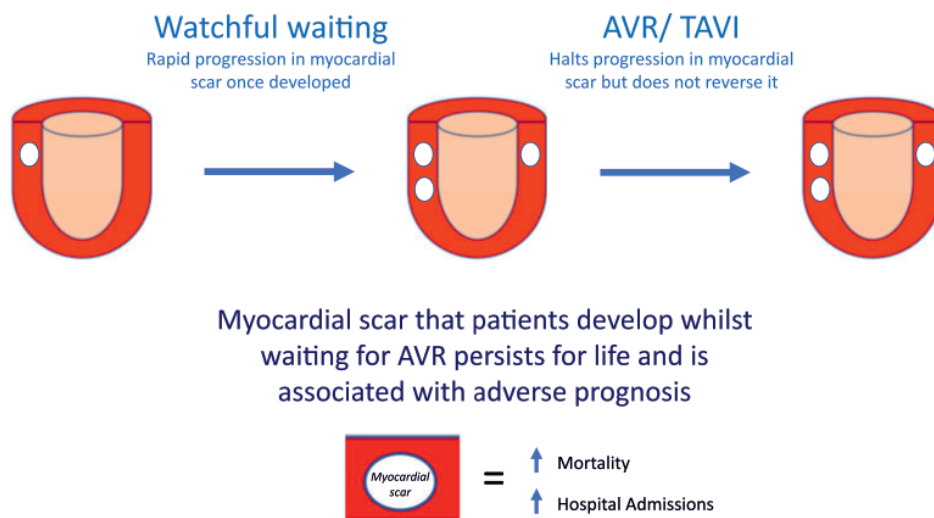 Watchful waiting
Rapid progression in myocardial
scar once developed
AVR/ TAVI
Halts progression in myocardial
scar but does not reverse it
Myocardial scar that patients develop whilst
waiting for AVR persists for life and is
associated with adverse prognosis
Myocardial
scar
=
Mortality
Hospital Admissions